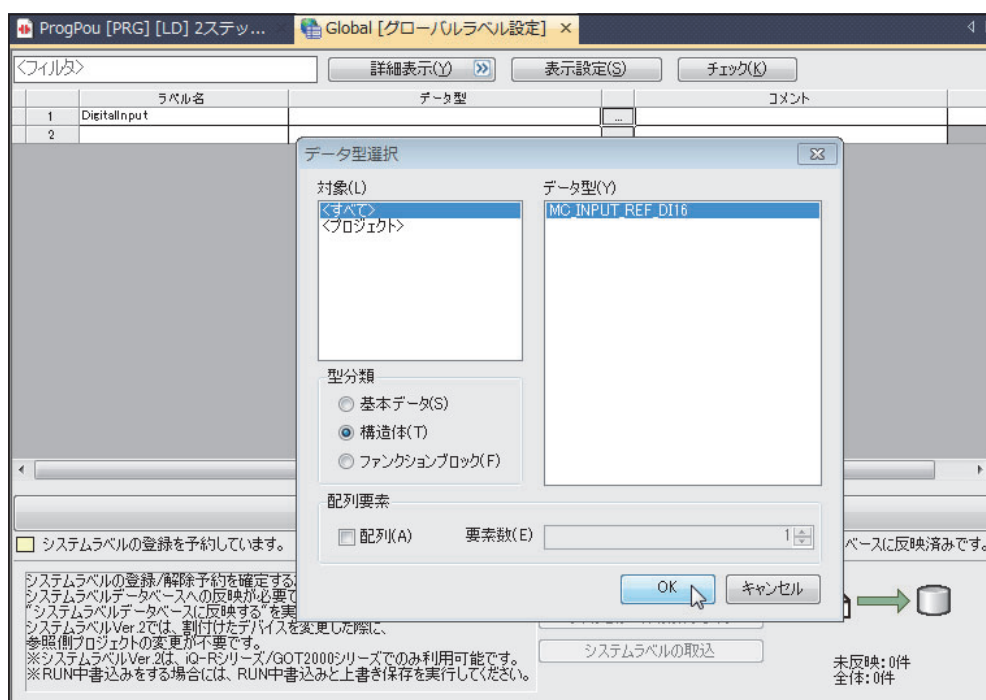 ProgPou [PRG] [LD] 2ステッ...
Global [グローバルラベル設定] ×
<フィルタ>
詳細表示(Y)
表示設定(S)
チェック(K)
ラベル名
データ型
コメント
1
DigitalInput
...
2
データ型選択
対象(L)
<すべて>
<プロジェクト>
データ型(Y)
MC_INPUT_REF_DI16
型分類
基本データ(S)
構造体(T)
ファンクションブロック(F)
配列要素
配列(A)
要素数(E)
1
OK
キャンセル
システムラベルの登録を予約しています。
ベースに反映済みです。
システムラベルの登録/解除予約を確定する
システムラベルデータベースへの反映が必要で
"システムラベルデータベースに反映する"を実
システムラベルVer.2では、割付けたデバイスを変更した際に、
参照側プロジェクトの変更が不要です。
※システムラベルVer.2は、iQ-Rシリーズ/GOT2000シリーズでのみ利用可能です。
※RUN中書込みをする場合には、RUN中書込みと上書き保存を実行してください。
システムラベルの取込
未反映:0件
全体:0件